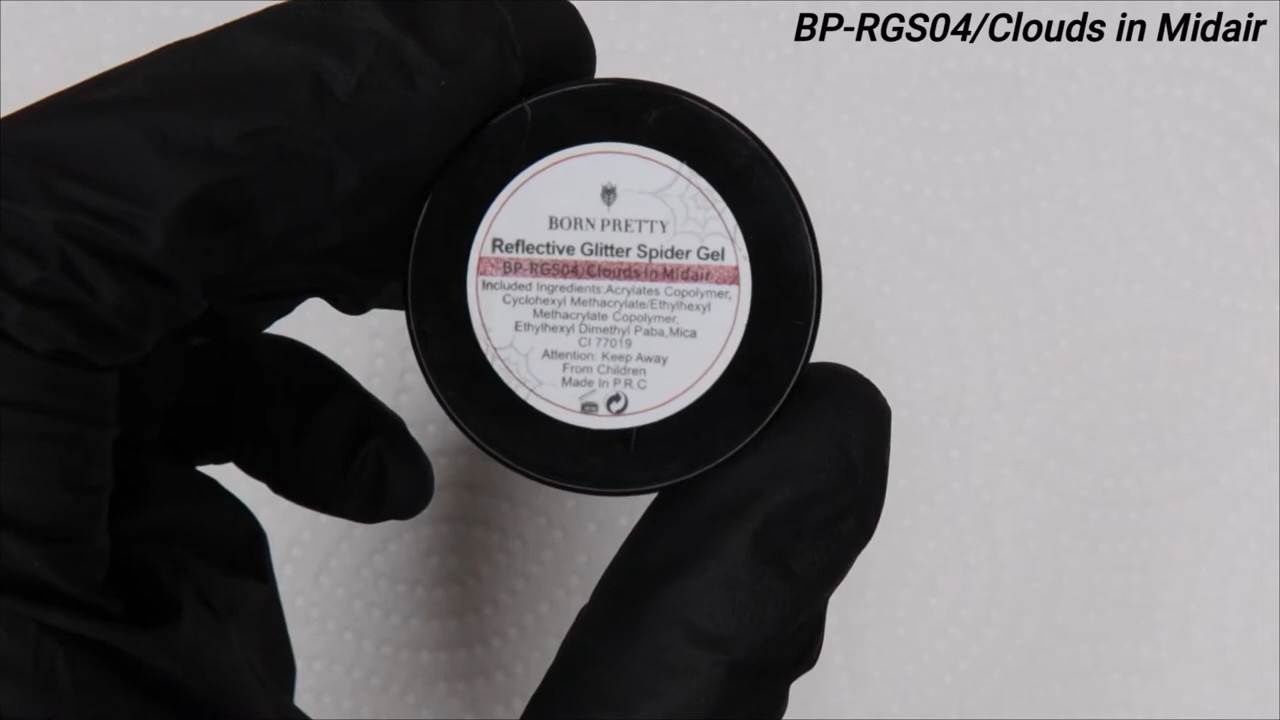 BP-RGS04/Clouds in Midair
BORN PRETTY
Reflective Glitter Spider Gel
BP-RGS04/Clouds in Midair
Included Ingredients:Acrylates Copolymer,
Cyclohexyl Methacrylate/Ethylhexyl
Methacrylate Copolymer,
Ethylhexyl Dimethyl Paba,Mica
CI 77019
Attention: Keep Away
From Children
Made In P.R.C